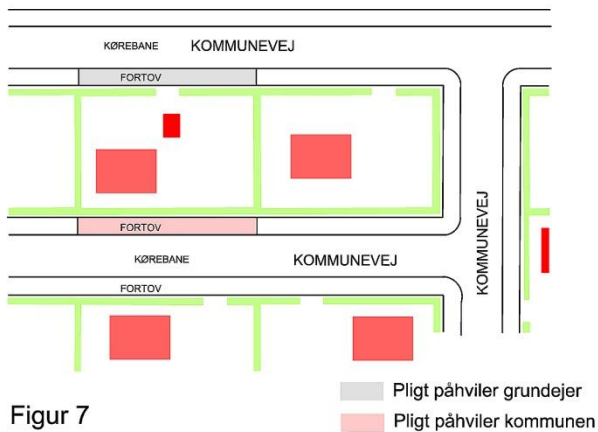 KØREBANE KOMMUNEVEJ
FORTOV
FORTOV
KØREBANE KOMMUNEVEJ
KOMMUNEVEJ
FORTOV
Pligt påhviler grundejer
Figur 7
Pligt påhviler kommunen